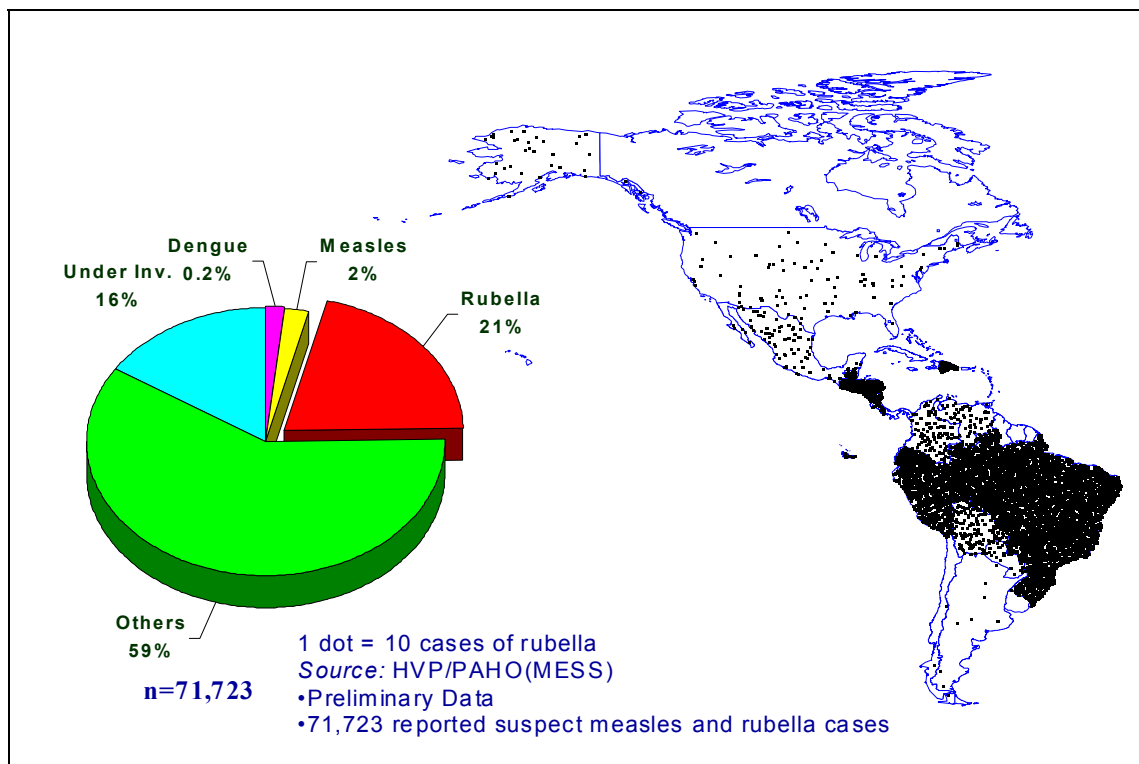 Dengue
0.2%
Measles
2%
Under Inv.
16%
Rubella
21%
Others
59%
n=71,723
1 dot = 10 cases of rubella
Source: HVP/PAHO(MESS)
•Preliminary Data
•71,723 reported suspect measles and rubella cases